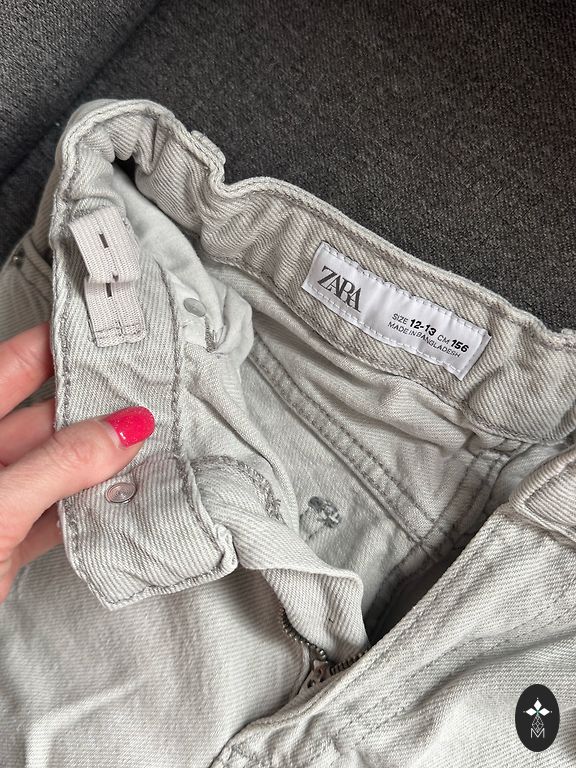 ZARA
SIZE 12-13 CM 156
MADE IN BANGLADESH